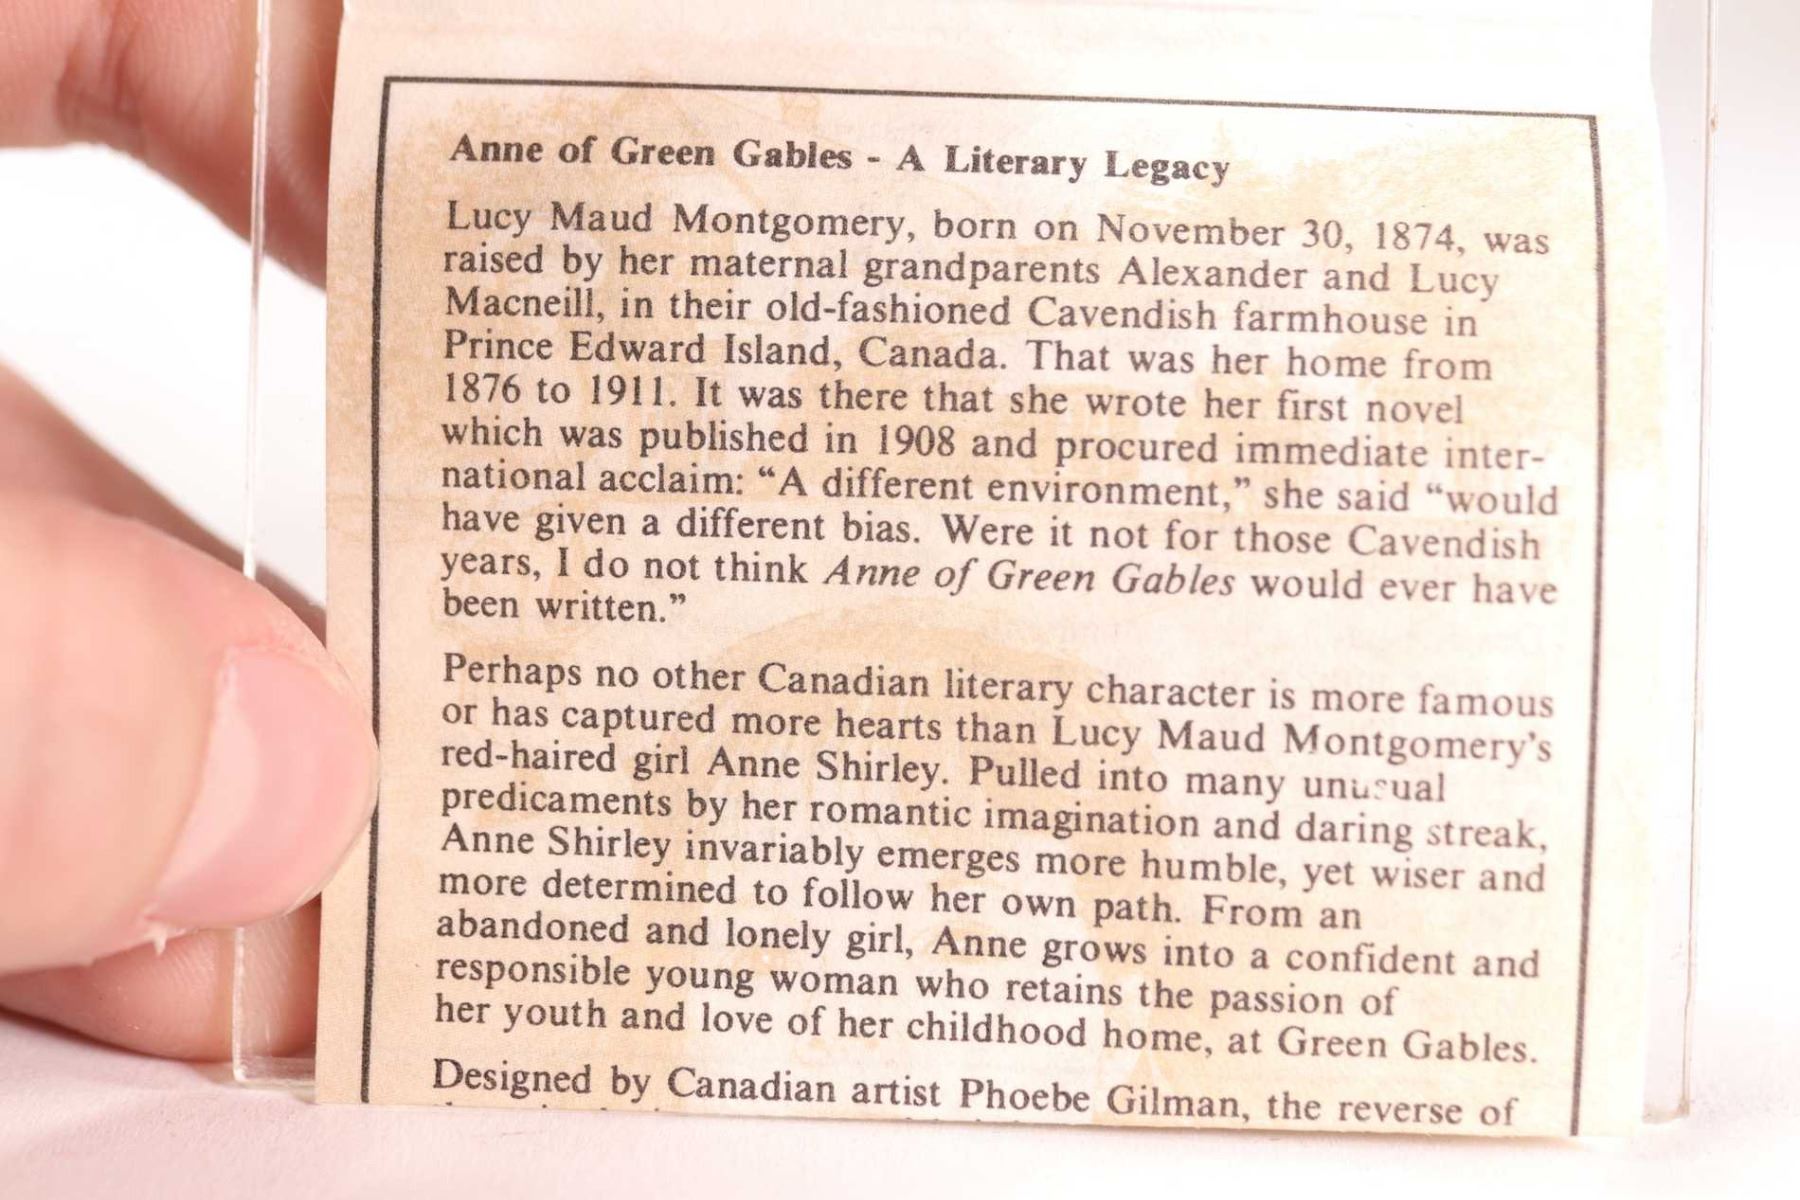 Anne of Green Gables - A Literary Legacy
Lucy Maud Montgomery, born on November 30, 1874, was
raised by her maternal grandparents Alexander and Lucy
Macneill, in their old-fashioned Cavendish farmhouse in
Prince Edward Island, Canada. That was her home from
1876 to 1911. It was there that she wrote her first novel
which was published in 1908 and procured immediate inter-
national acclaim: “A different environment,” she said “would
have given a different bias. Were it not for those Cavendish
years, I do not think Anne of Green Gables would ever have
been written.”
Perhaps no other Canadian literary character is more famous
or has captured more hearts than Lucy Maud Montgomery’s
red-haired girl Anne Shirley. Pulled into many unusual
predicaments by her romantic imagination and daring streak,
Anne Shirley invariably emerges more humble, yet wiser and
more determined to follow her own path. From an
abandoned and lonely girl, Anne grows into a confident and
responsible young woman who retains the passion of
her youth and love of her childhood home, at Green Gables.
Designed by Canadian artist Phoebe Gilman, the reverse of